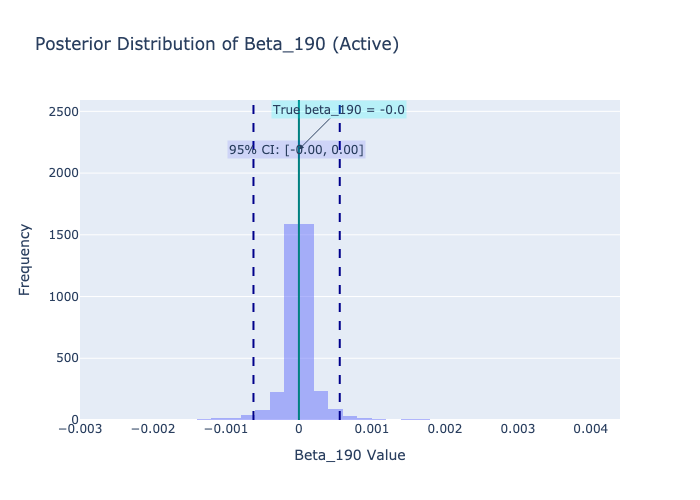 Posterior Distribution of Beta_190 (Active)
True beta_190 = -0.0
95% CI: [-0.00, 0.00]
2500
2000
1500
1000
500
0
Frequency
−0.003
−0.002
−0.001
0
0.001
0.002
0.003
0.004
Beta_190 Value